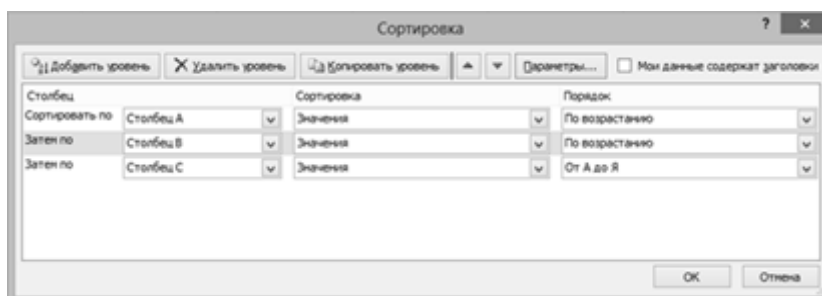 Сортировка ?
Добавить уровень Удалить уровень Копировать уровень Параметры... Мои данные содержат заголовки
Столбец Сортировка Порядок
Сортировать по Столбец A Значения По возрастанию
Затем по Столбец B Значения По возрастанию
Затем по Столбец C Значения От А до Я
ОК Отмена